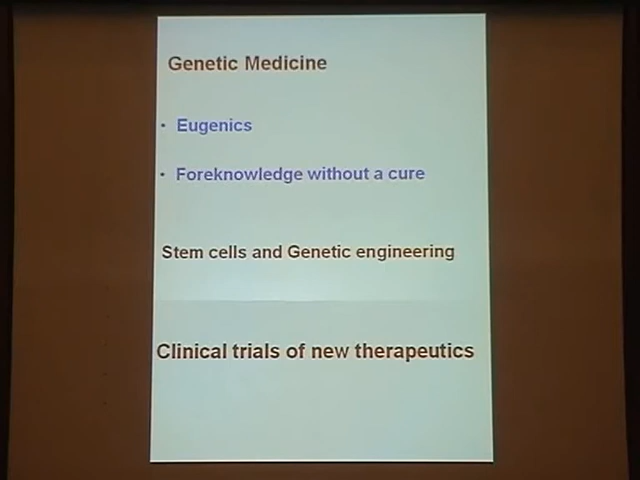 Genetic Medicine
• Eugenics
• Foreknowledge without a cure
Stem cells and Genetic engineering
Clinical trials of new therapeutics